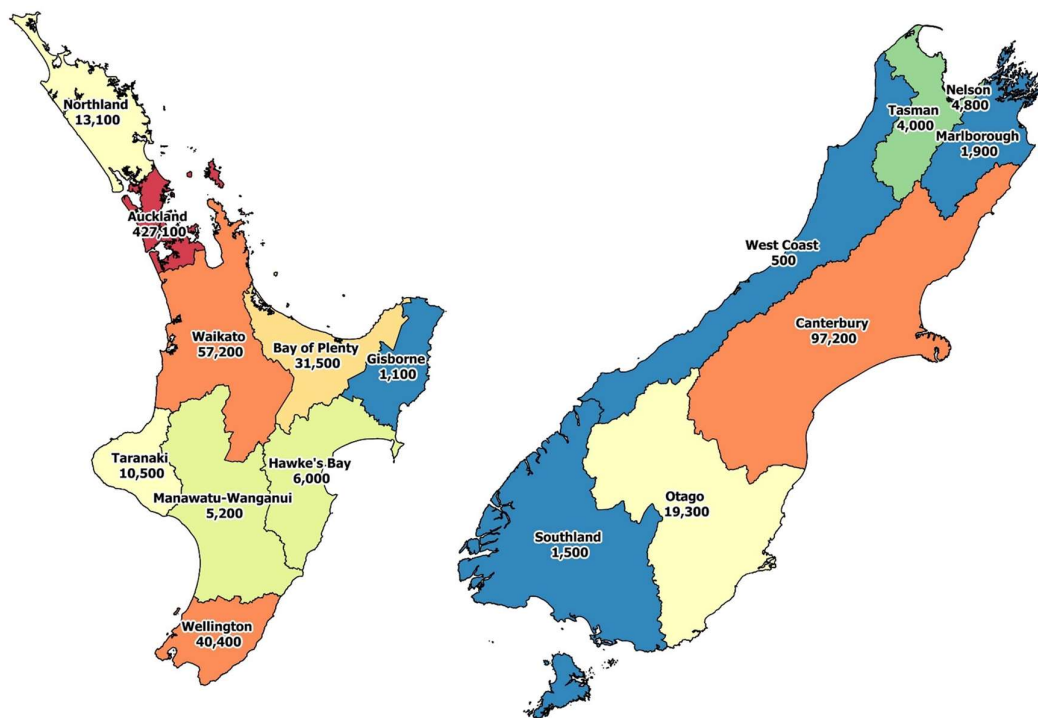 Northland
13,100
Auckland
427,100
Waikato
57,200
Bay of Plenty
31,500
Gisborne
1,100
Taranaki
10,500
Hawke's Bay
6,000
Manawatu-Wanganui
5,200
Wellington
40,400
Nelson
4,800
Tasman
4,000
Marlborough
1,900
West Coast
500
Canterbury
97,200
Otago
19,300
Southland
1,500